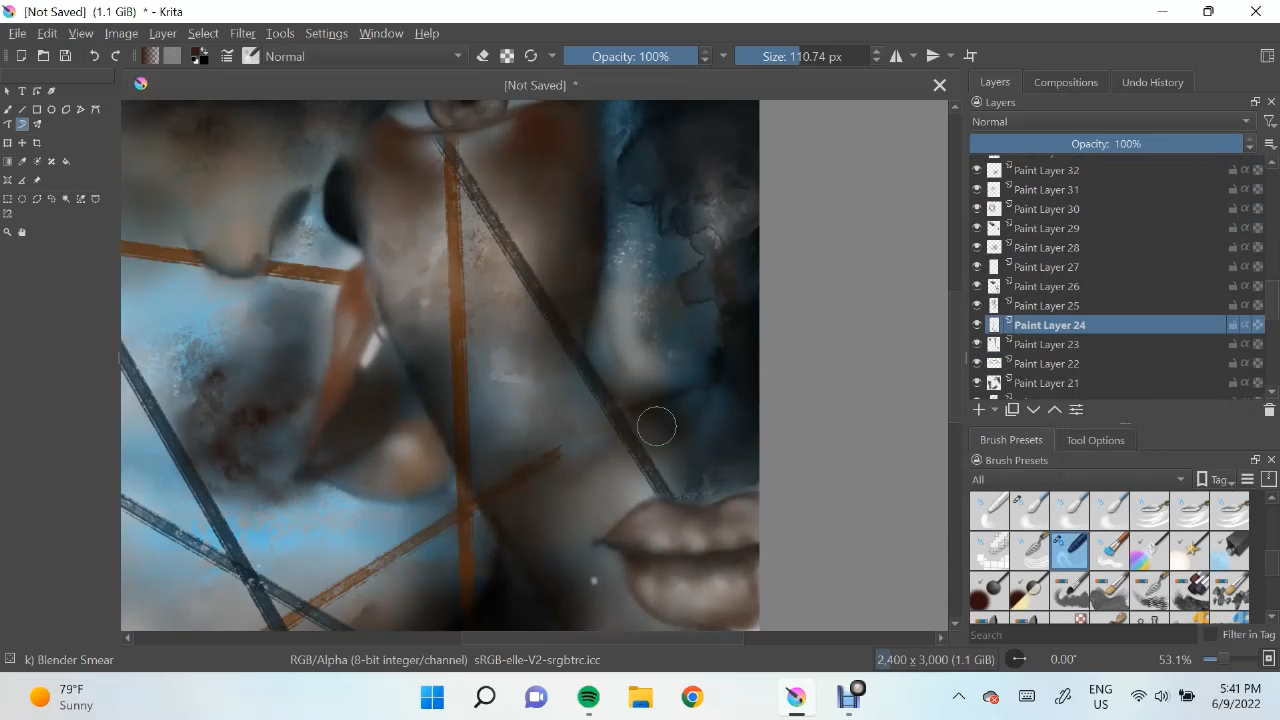 [Not Saved] (1.1 GiB) * - Krita
File Edit View Image Layer Select Filter Tools Settings Window Help
Normal
Opacity: 100%
Size: 110.74 px
[Not Saved] *
Layers Compositions Undo History
Layers
Normal
Opacity: 100%
Paint Layer 32
Paint Layer 31
Paint Layer 30
Paint Layer 29
Paint Layer 28
Paint Layer 27
Paint Layer 26
Paint Layer 25
Paint Layer 24
Paint Layer 23
Paint Layer 22
Paint Layer 21
Brush Presets Tool Options
Brush Presets
All
Tag
Search
Filter in Tag
k) Blender Smear
RGB/Alpha (8-bit integer/channel) sRGB-elle-V2-srgbtrc.icc
2,400 x 3,000 (1.1 GiB)
0.00°
53.1%
79°F
Sunny
ENG
US
5:41 PM
6/9/2022